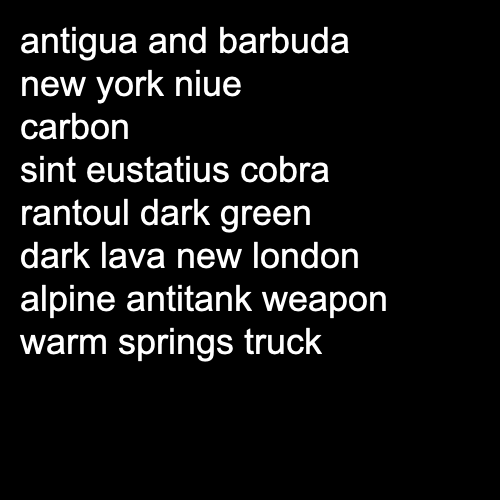 antigua and barbuda
new york niue
carbon
sint eustatius cobra
rantoul dark green
dark lava new london
alpine antitank weapon
warm springs truck